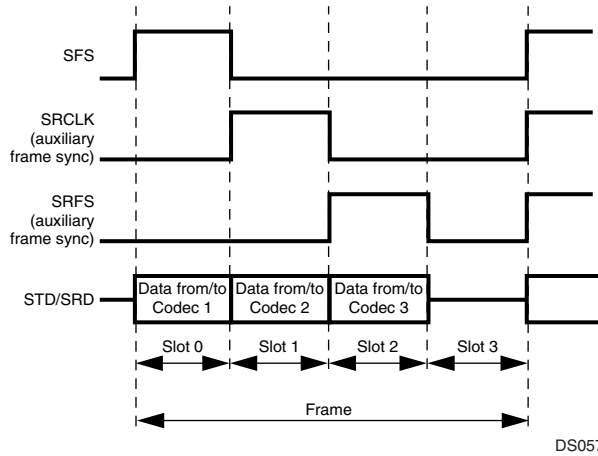 SFS
SRCLK
(auxiliary
frame sync)
SRFS
(auxiliary
frame sync)
STD/SRD
Data from/to
Codec 1
Data from/to
Codec 2
Data from/to
Codec 3
Slot 0
Slot 1
Slot 2
Slot 3
Frame
DS057